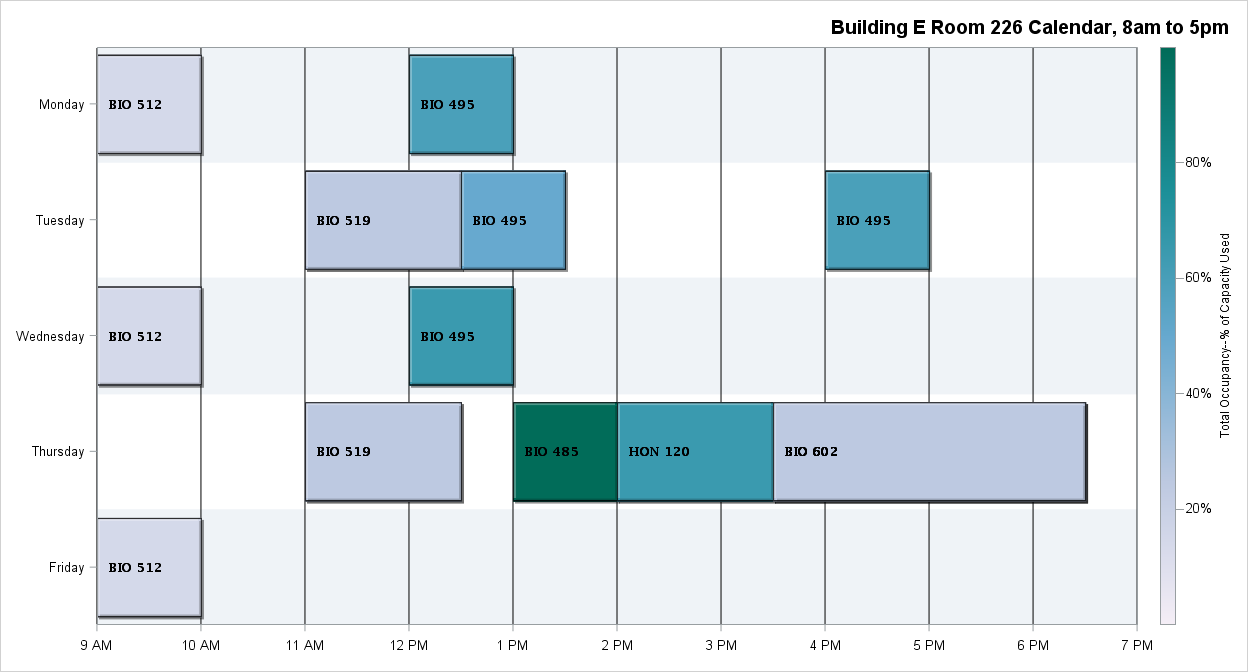 Building E Room 226 Calendar, 8am to 5pm
Monday
BIO 512
BIO 495
Tuesday
BIO 519
BIO 495
BIO 495
Wednesday
BIO 512
BIO 495
Thursday
BIO 519
BIO 485
HON 120
BIO 602
Friday
BIO 512
9 AM
10 AM
11 AM
12 PM
1 PM
2 PM
3 PM
4 PM
5 PM
6 PM
7 PM
80%
60%
40%
20%
Total Occupancy--% of Capacity Used